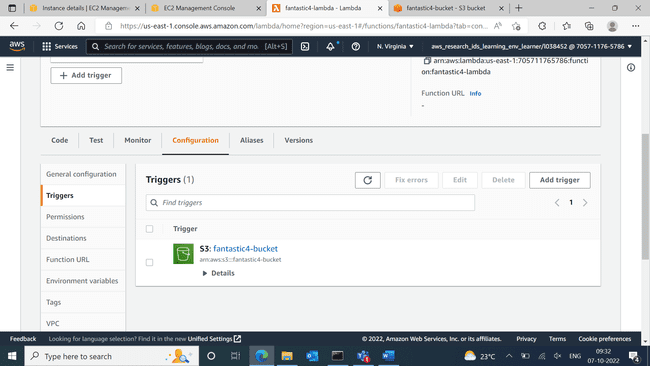 Instance details | EC2 Manage
EC2 Management Console
fantastic4-lambda - Lambda
fantastic4-bucket - S3 bucket
https://us-east-1.console.aws.amazon.com/lambda/home?region=us-east-1#/functions/fantastic4-lambda?tab=con...
aws
Services
Search for services, features, blogs, docs, and mo.
[Alt+S]
N. Virginia
aws_research_ids_learning_env_learner/l038452 @ 7057-1176-5786
+ Add trigger
arn:aws:lambda:us-east-1:705711765786:functi
on:fantastic4-lambda
Function URL Info
-
Code
Test
Monitor
Configuration
Aliases
Versions
General configuration
Triggers
Permissions
Destinations
Function URL
Environment variables
Tags
VPC
Triggers (1)
Fix errors
Edit
Delete
Add trigger
Find triggers
1
Trigger
S3: fantastic4-bucket
arn:aws:s3:::fantastic4-bucket
Details
Feedback
Looking for language selection? Find it in the new Unified Settings
© 2022, Amazon Web Services, Inc. or its affiliates.
Privacy
Terms
Cookie preferences
Type here to search
23°C
ENG
09:32
07-10-2022